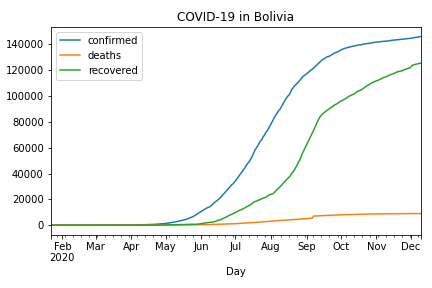 COVID-19 in Bolivia
confirmed
deaths
recovered
140000
120000
100000
80000
60000
40000
20000
0
Feb Mar Apr May Jun Jul Aug Sep Oct Nov Dec
2020
Day